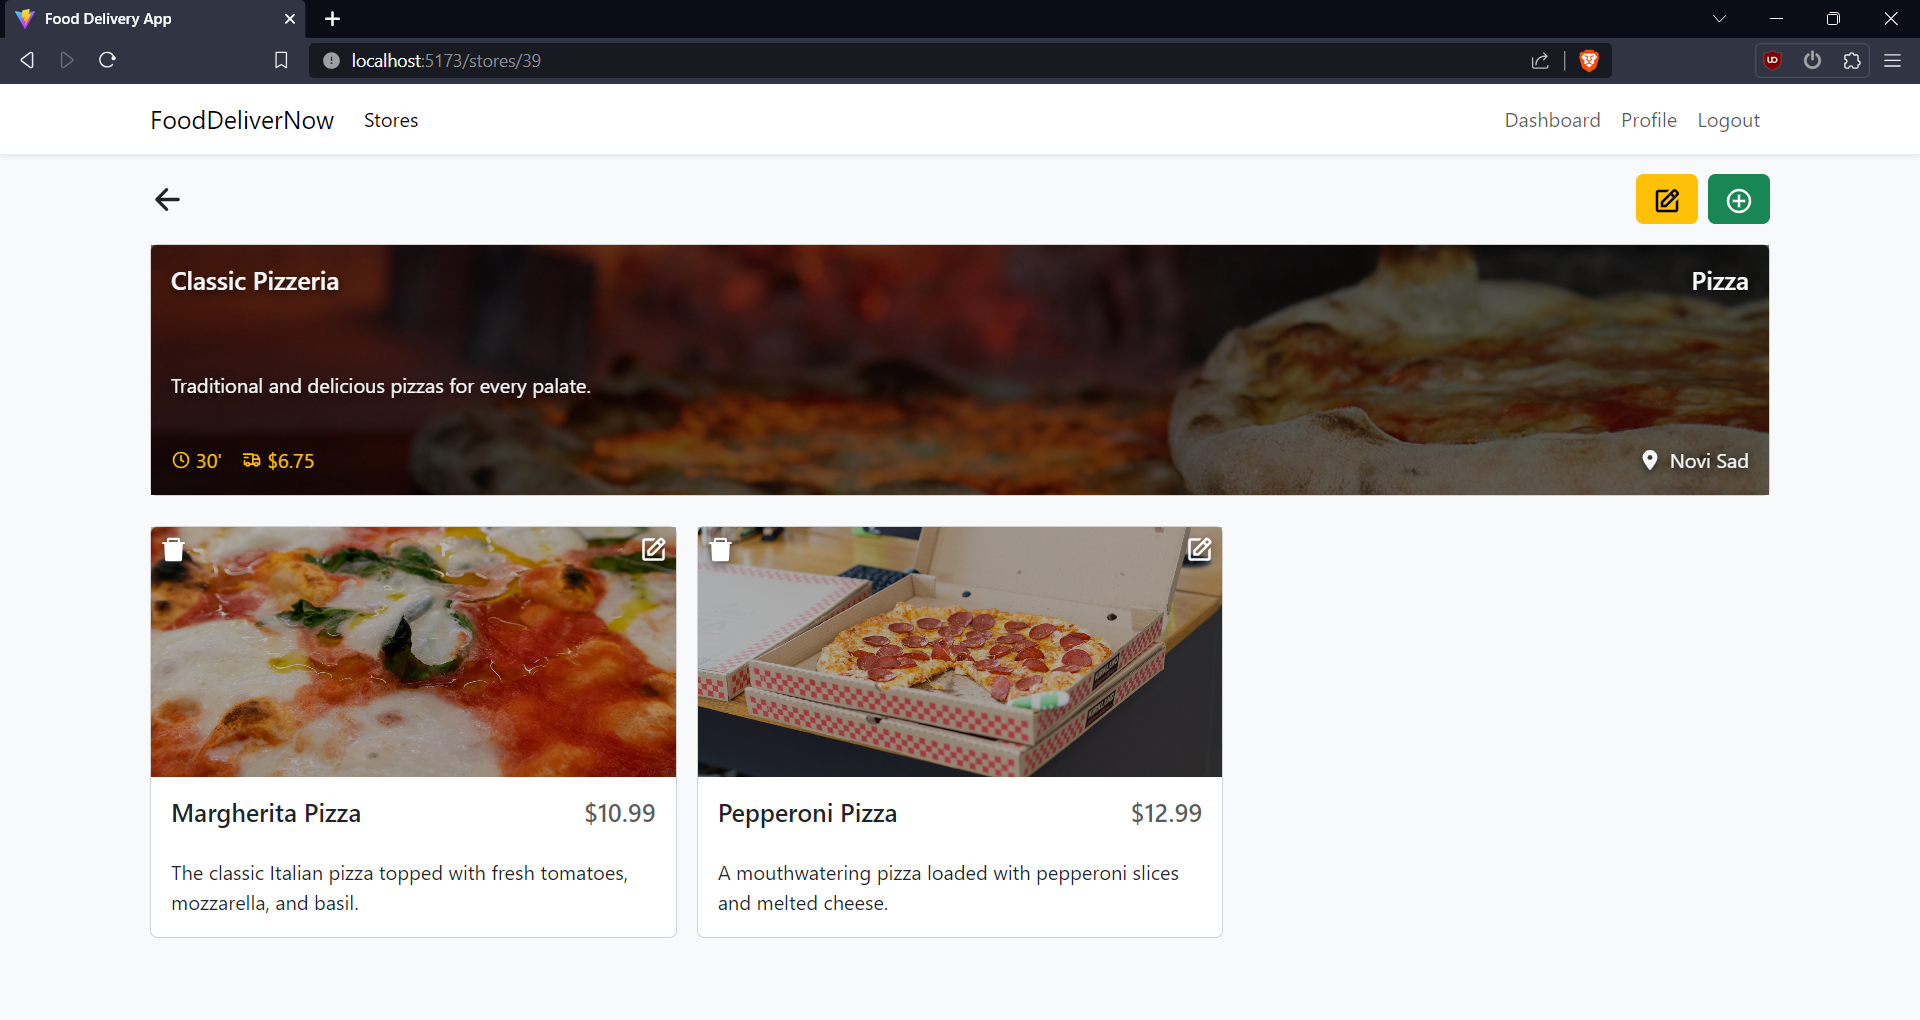 Food Delivery App
localhost:5173/stores/39
FoodDeliverNow Stores Dashboard Profile Logout
Classic Pizzeria Pizza
Traditional and delicious pizzas for every palate.
30' $6.75 Novi Sad
Margherita Pizza $10.99
The classic Italian pizza topped with fresh tomatoes,
mozzarella, and basil.
Pepperoni Pizza $12.99
A mouthwatering pizza loaded with pepperoni slices
and melted cheese.